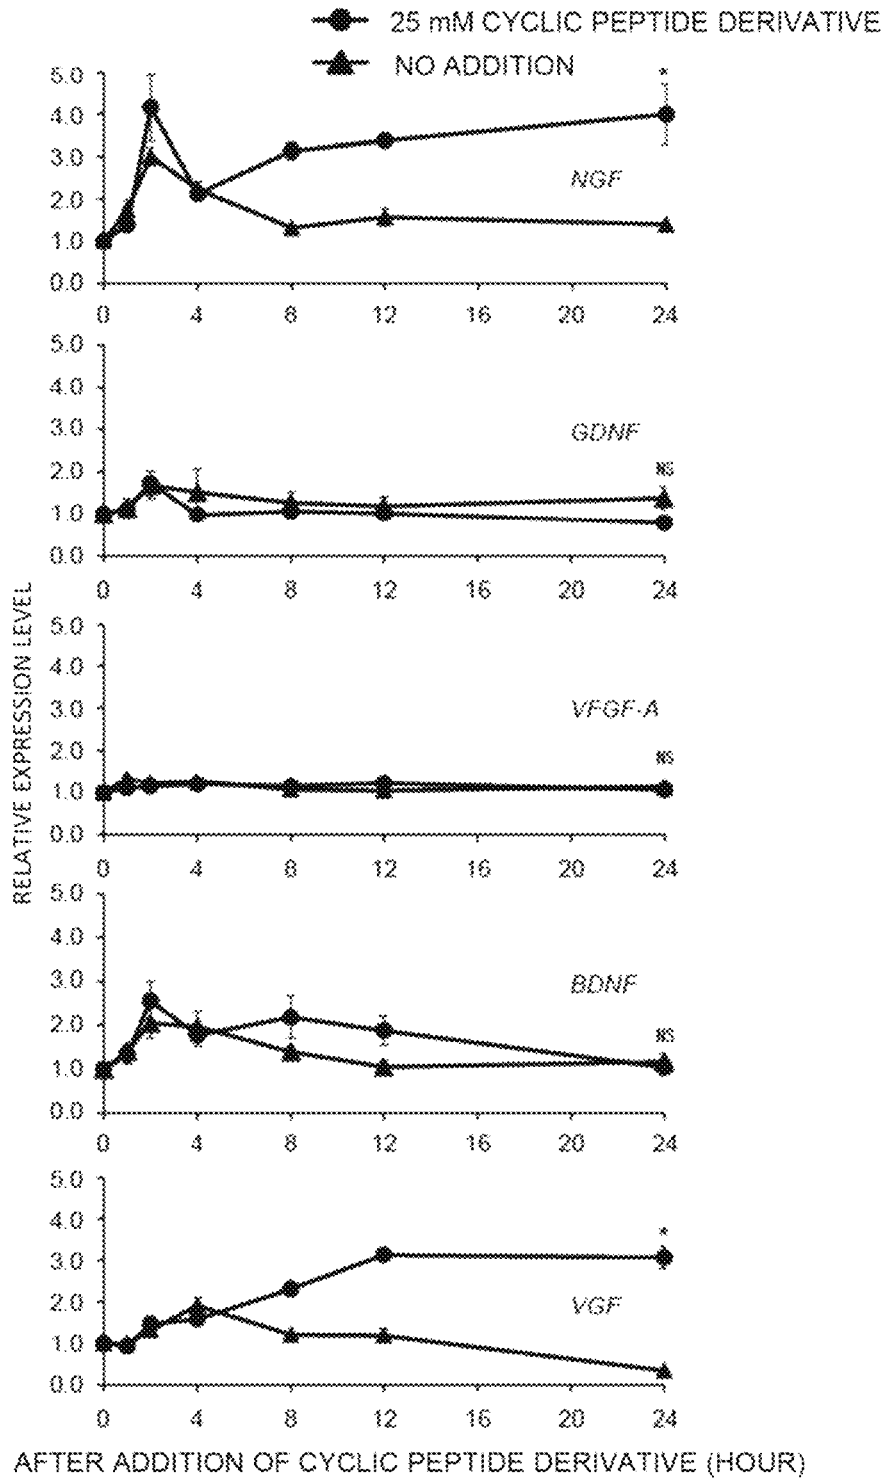 25 mM CYCLIC PEPTIDE DERIVATIVE
NO ADDITION
RELATIVE EXPRESSION LEVEL
5.0
4.0
3.0
2.0
1.0
0.0
*
NGF
0 4 8 12 16 20 24
5.0
4.0
3.0
2.0
1.0
0.0
GDNF
NS
0 4 8 12 16 20 24
5.0
4.0
3.0
2.0
1.0
0.0
VFGF-A
NS
0 4 8 12 16 20 24
5.0
4.0
3.0
2.0
1.0
0.0
BDNF
NS
0 4 8 12 16 20 24
5.0
4.0
3.0
2.0
1.0
0.0
*
VGF
0 4 8 12 16 20 24
AFTER ADDITION OF CYCLIC PEPTIDE DERIVATIVE (HOUR)